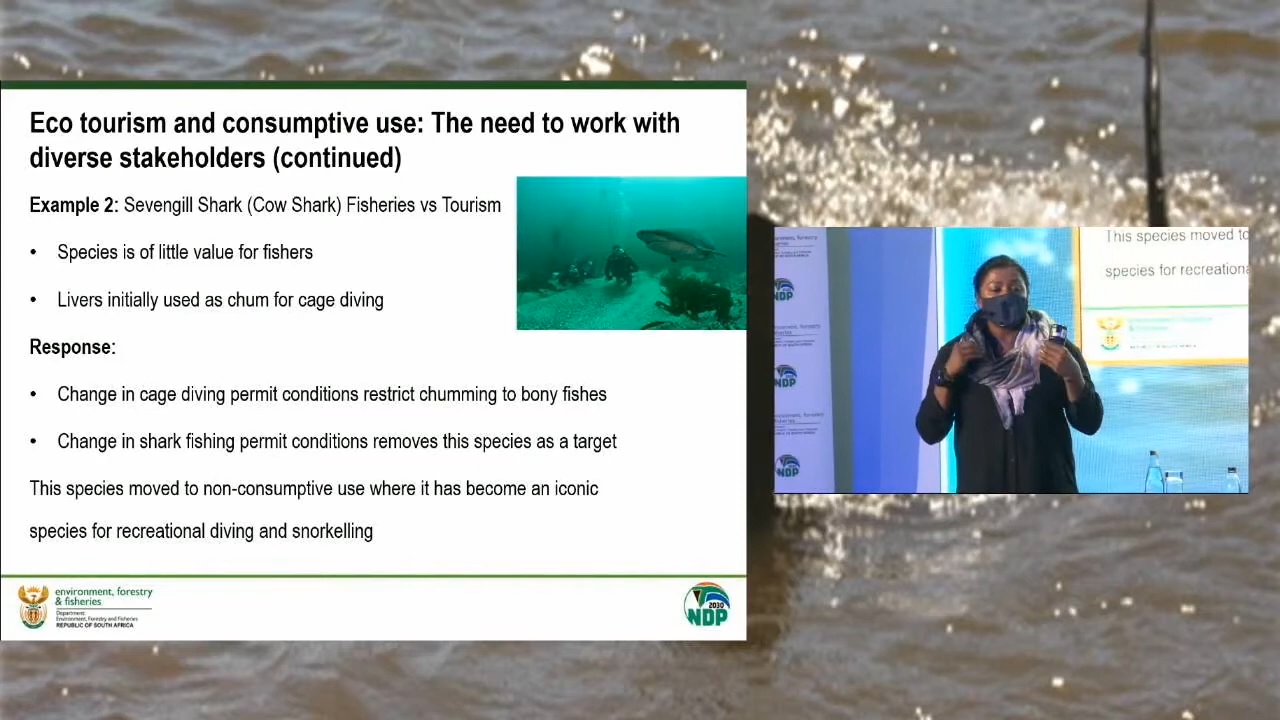 Eco tourism and consumptive use: The need to work with
diverse stakeholders (continued)
Example 2: Sevengill Shark (Cow Shark) Fisheries vs Tourism
• Species is of little value for fishers
• Livers initially used as chum for cage diving
Response:
• Change in cage diving permit conditions restrict chumming to bony fishes
• Change in shark fishing permit conditions removes this species as a target
This species moved to non-consumptive use where it has become an iconic
species for recreational diving and snorkelling
environment, forestry
& fisheries
Department:
Environment, Forestry and Fisheries
REPUBLIC OF SOUTH AFRICA
2030
NDP
This species moved to
species for recreationa
NDP
NDP
NDP